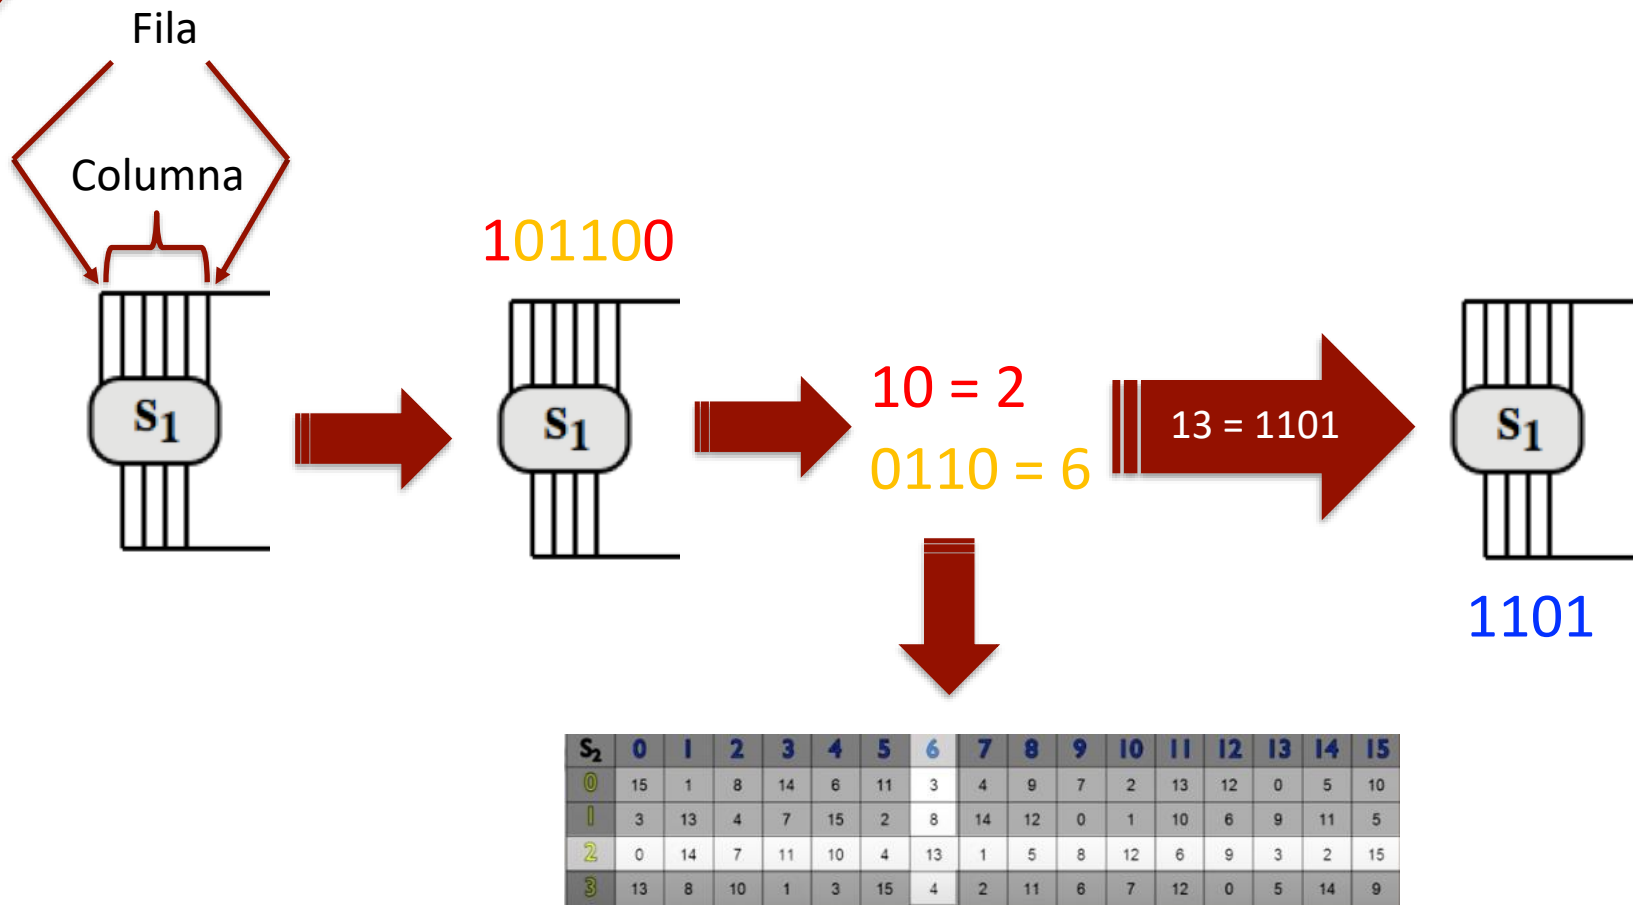 Fila
Columna
101100
S1
S1
10 = 2
0110 = 6
13 = 1101
S1
1101
S2 0 1 2 3 4 5 6 7 8 9 10 11 12 13 14 15
0 15 1 8 14 6 11 3 4 9 7 2 13 12 0 5 10
1 3 13 4 7 15 2 8 14 12 0 1 10 6 9 11 5
2 0 14 7 11 10 4 13 1 5 8 12 6 9 3 2 15
3 13 8 10 1 3 15 4 2 11 6 7 12 0 5 14 9